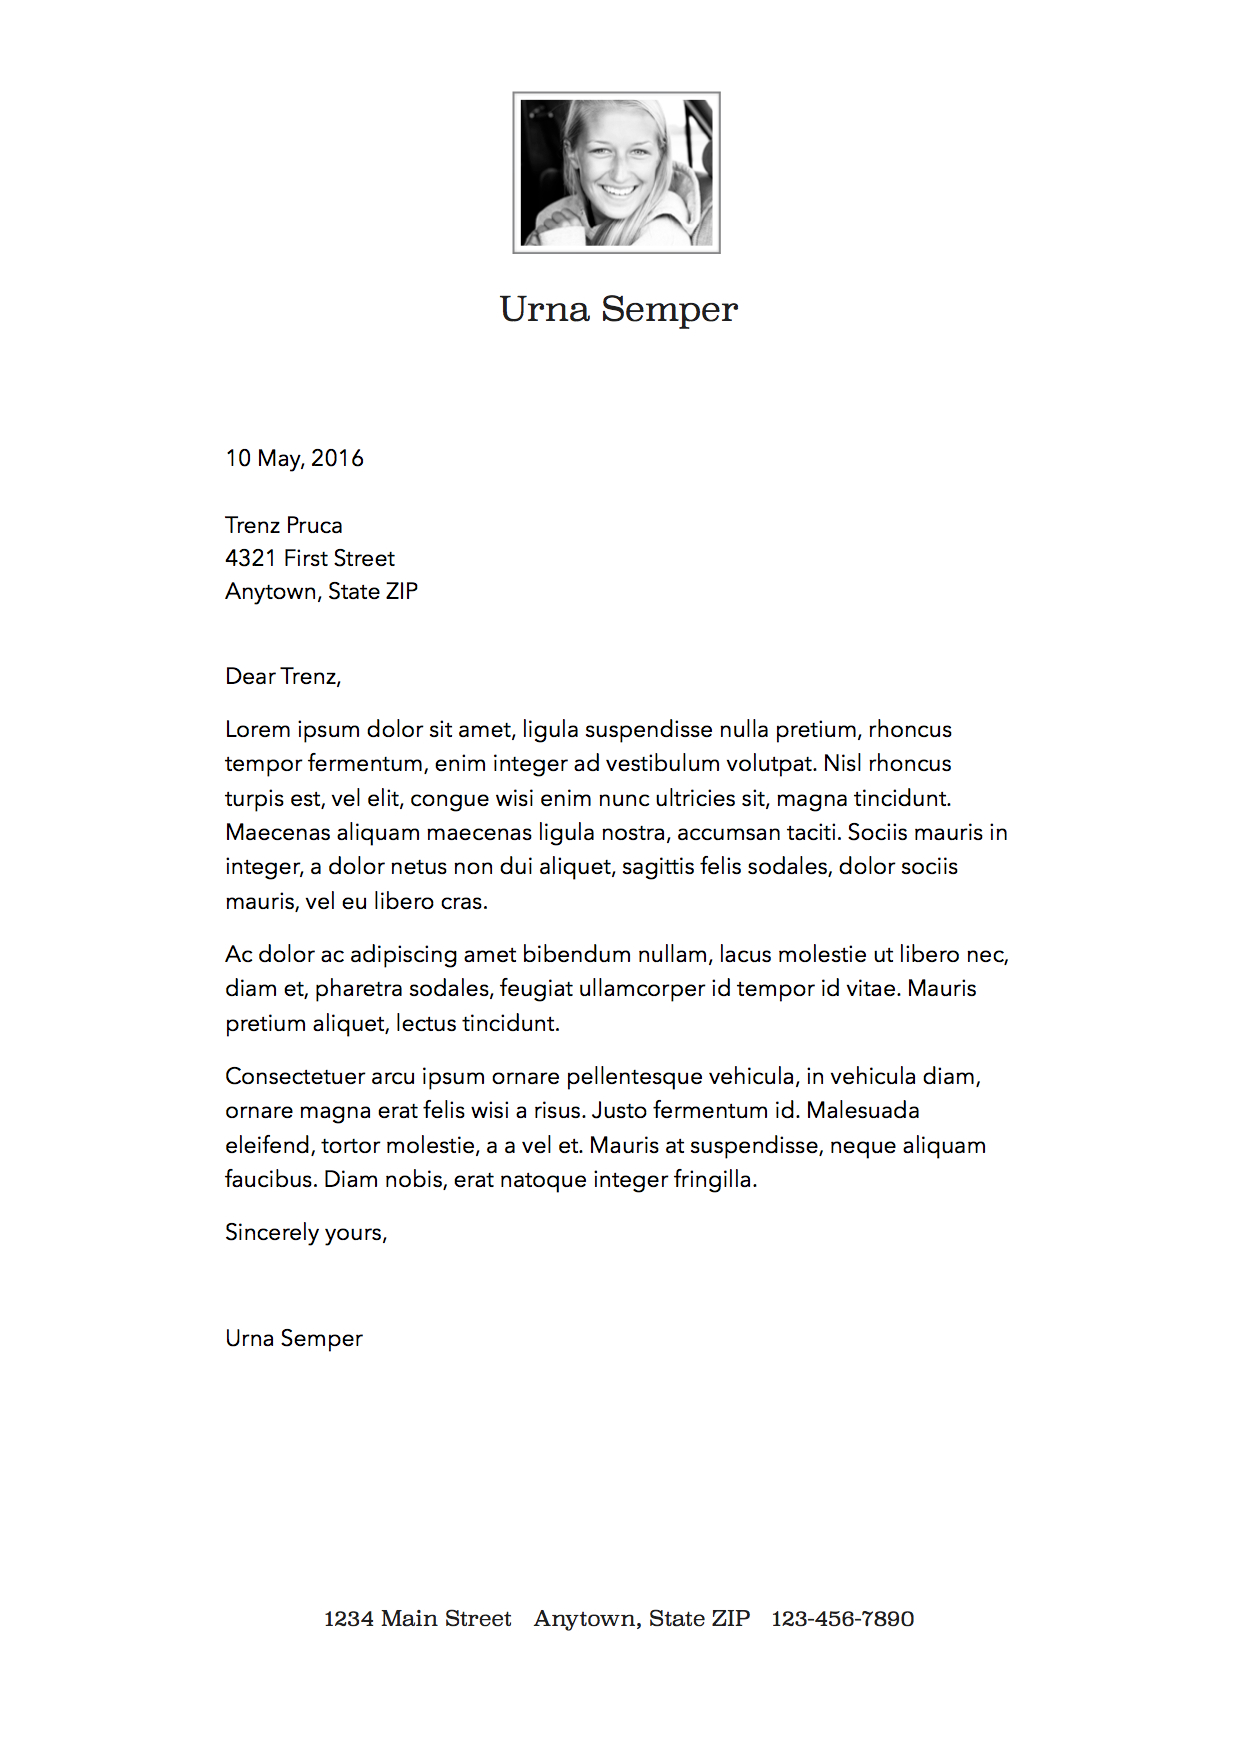 Urna Semper
10 May, 2016
Trenz Pruca
4321 First Street
Anytown, State ZIP
Dear Trenz,
Lorem ipsum dolor sit amet, ligula suspendisse nulla pretium, rhoncus
tempor fermentum, enim integer ad vestibulum volutpat. Nisl rhoncus
turpis est, vel elit, congue wisi enim nunc ultricies sit, magna tincidunt.
Maecenas aliquam maecenas ligula nostra, accumsan taciti. Sociis mauris in
integer, a dolor netus non dui aliquet, sagittis felis sodales, dolor sociis
mauris, vel eu libero cras.
Ac dolor ac adipiscing amet bibendum nullam, lacus molestie ut libero nec,
diam et, pharetra sodales, feugiat ullamcorper id tempor id vitae. Mauris
pretium aliquet, lectus tincidunt.
Consectetuer arcu ipsum ornare pellentesque vehicula, in vehicula diam,
ornare magna erat felis wisi a risus. Justo fermentum id. Malesuada
eleifend, tortor molestie, a a vel et. Mauris at suspendisse, neque aliquam
faucibus. Diam nobis, erat natoque integer fringilla.
Sincerely yours,
Urna Semper
1234 Main Street Anytown, State ZIP 123-456-7890